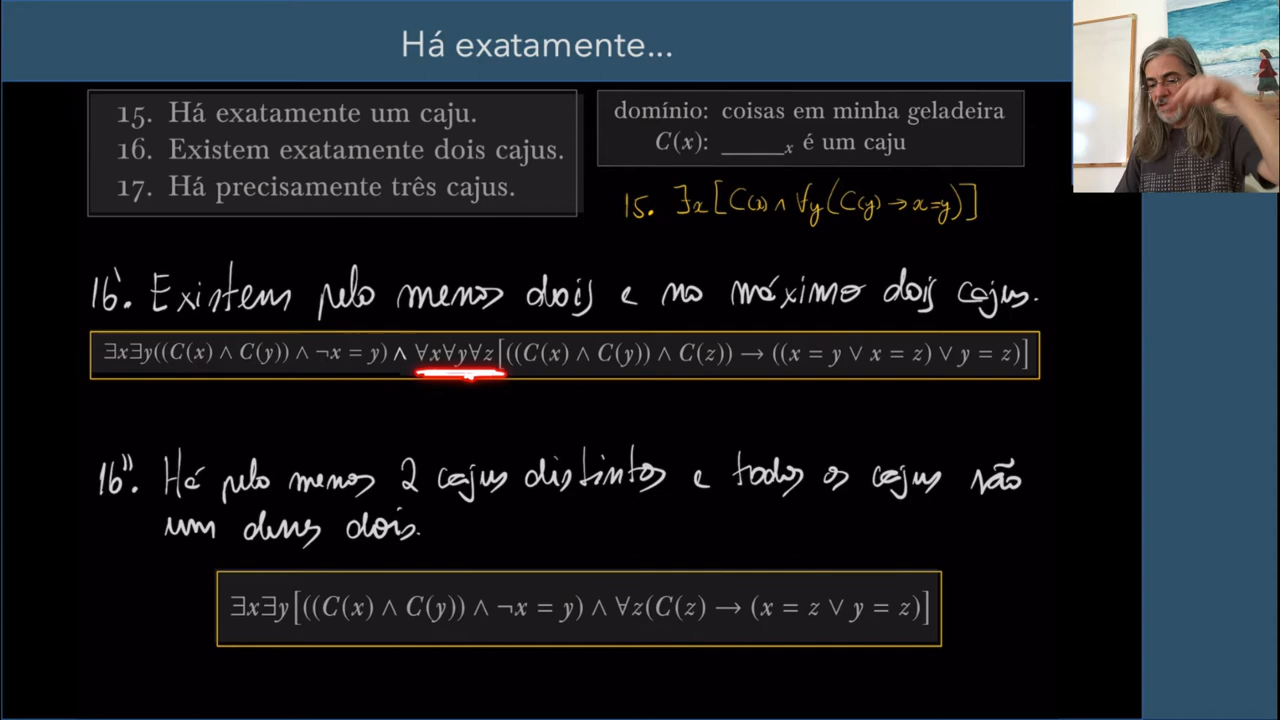 Há exatamente...
15. Há exatamente um caju.
16. Existem exatamente dois cajus.
17. Há precisamente três cajus.
domínio: coisas em minha geladeira
C(x): _____x é um caju
15. ∃x[C(x) ∧ ∀y(C(y) → x=y)]
16'. Existem pelo menos dois e no máximo dois cajus.
∃x∃y((C(x) ∧ C(y)) ∧ ¬x = y) ∧ ∀x∀y∀z[((C(x) ∧ C(y)) ∧ C(z)) → ((x = y ∨ x = z) ∨ y = z)]
16''. Há pelo menos 2 cajus distintos e todos os cajus são
um deles dois.
∃x∃y[((C(x) ∧ C(y)) ∧ ¬x = y) ∧ ∀z(C(z) → (x = z ∨ y = z)]